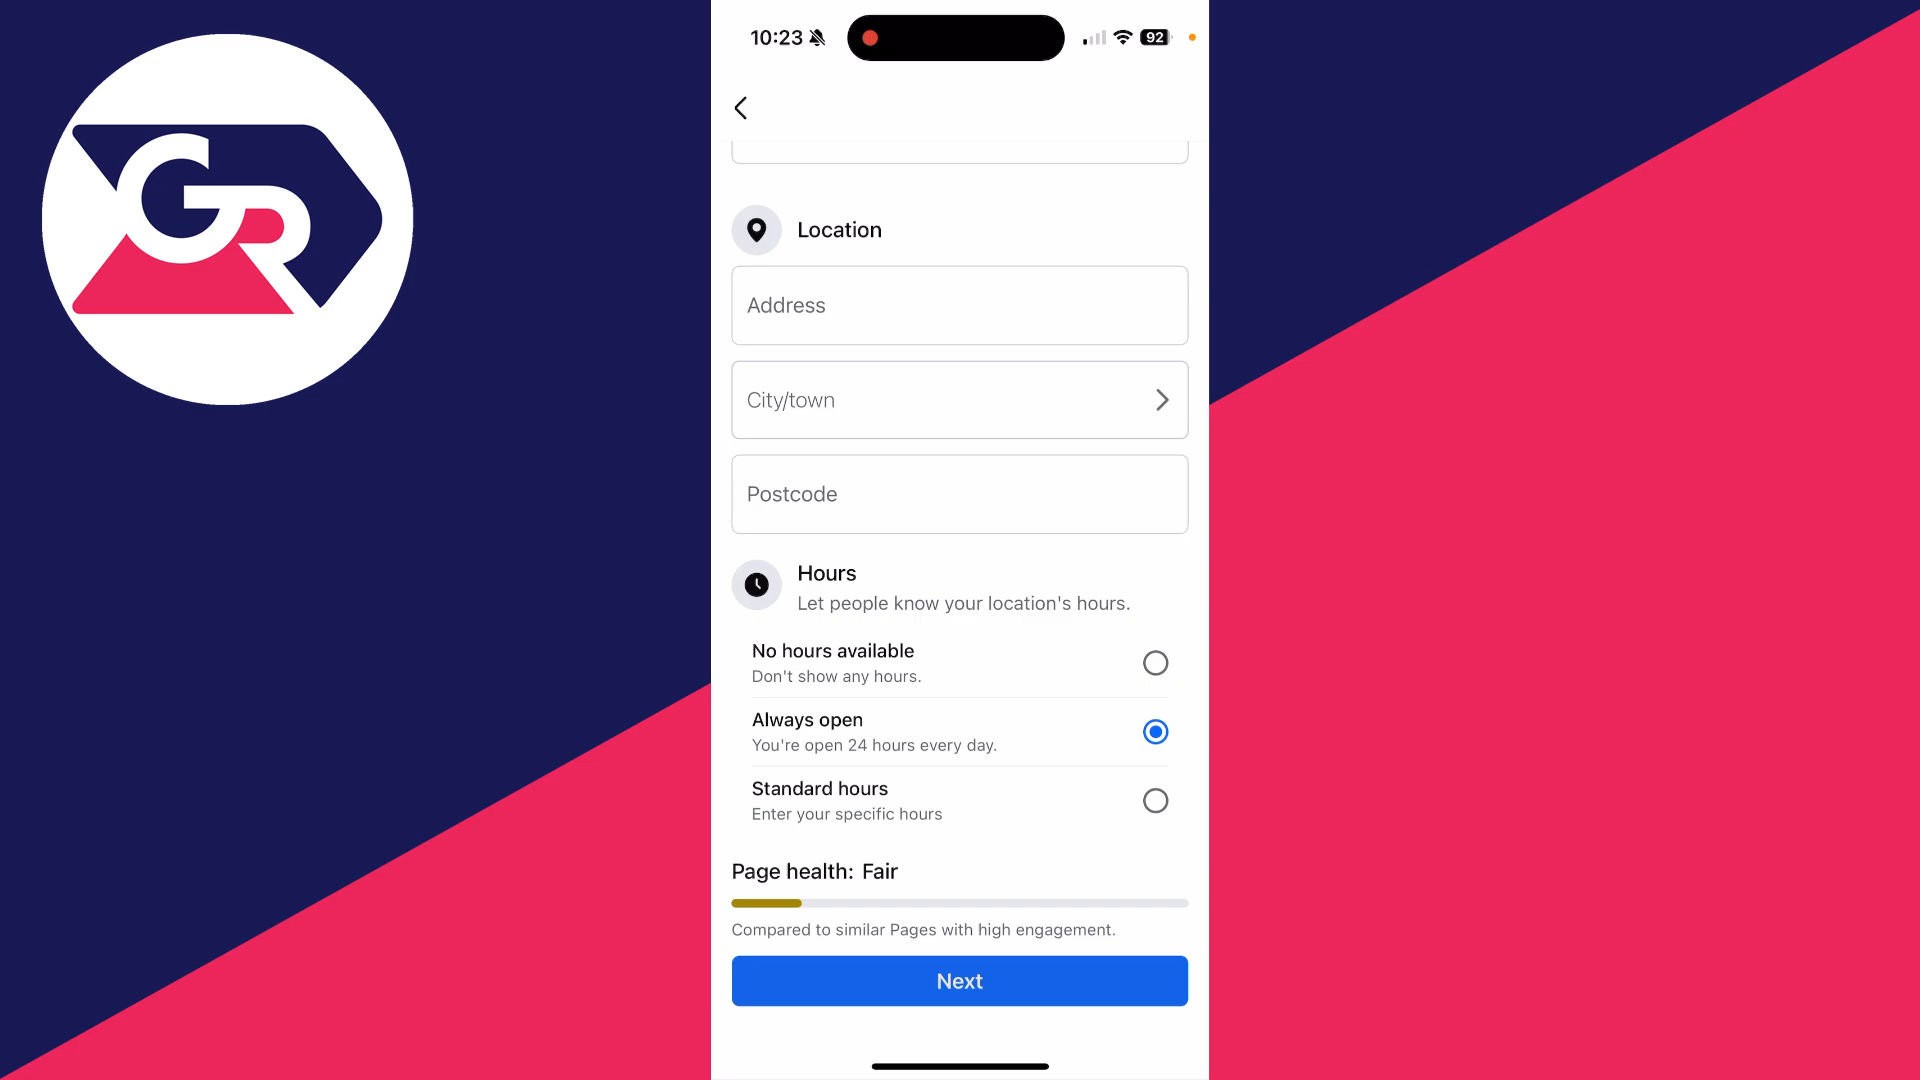 GR
10:23
92
Location
Address
City/town
Postcode
Hours
Let people know your location's hours.
No hours available
Don't show any hours.
Always open
You're open 24 hours every day.
Standard hours
Enter your specific hours
Page health: Fair
Compared to similar Pages with high engagement.
Next